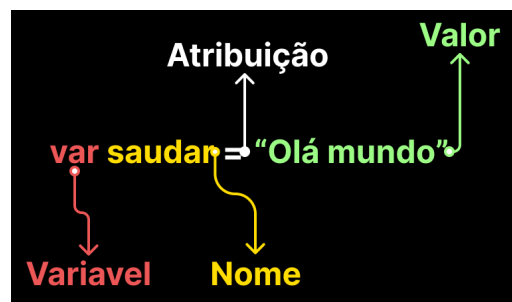 Valor
Atribuição
var saudar = “Olá mundo”
Variavel
Nome